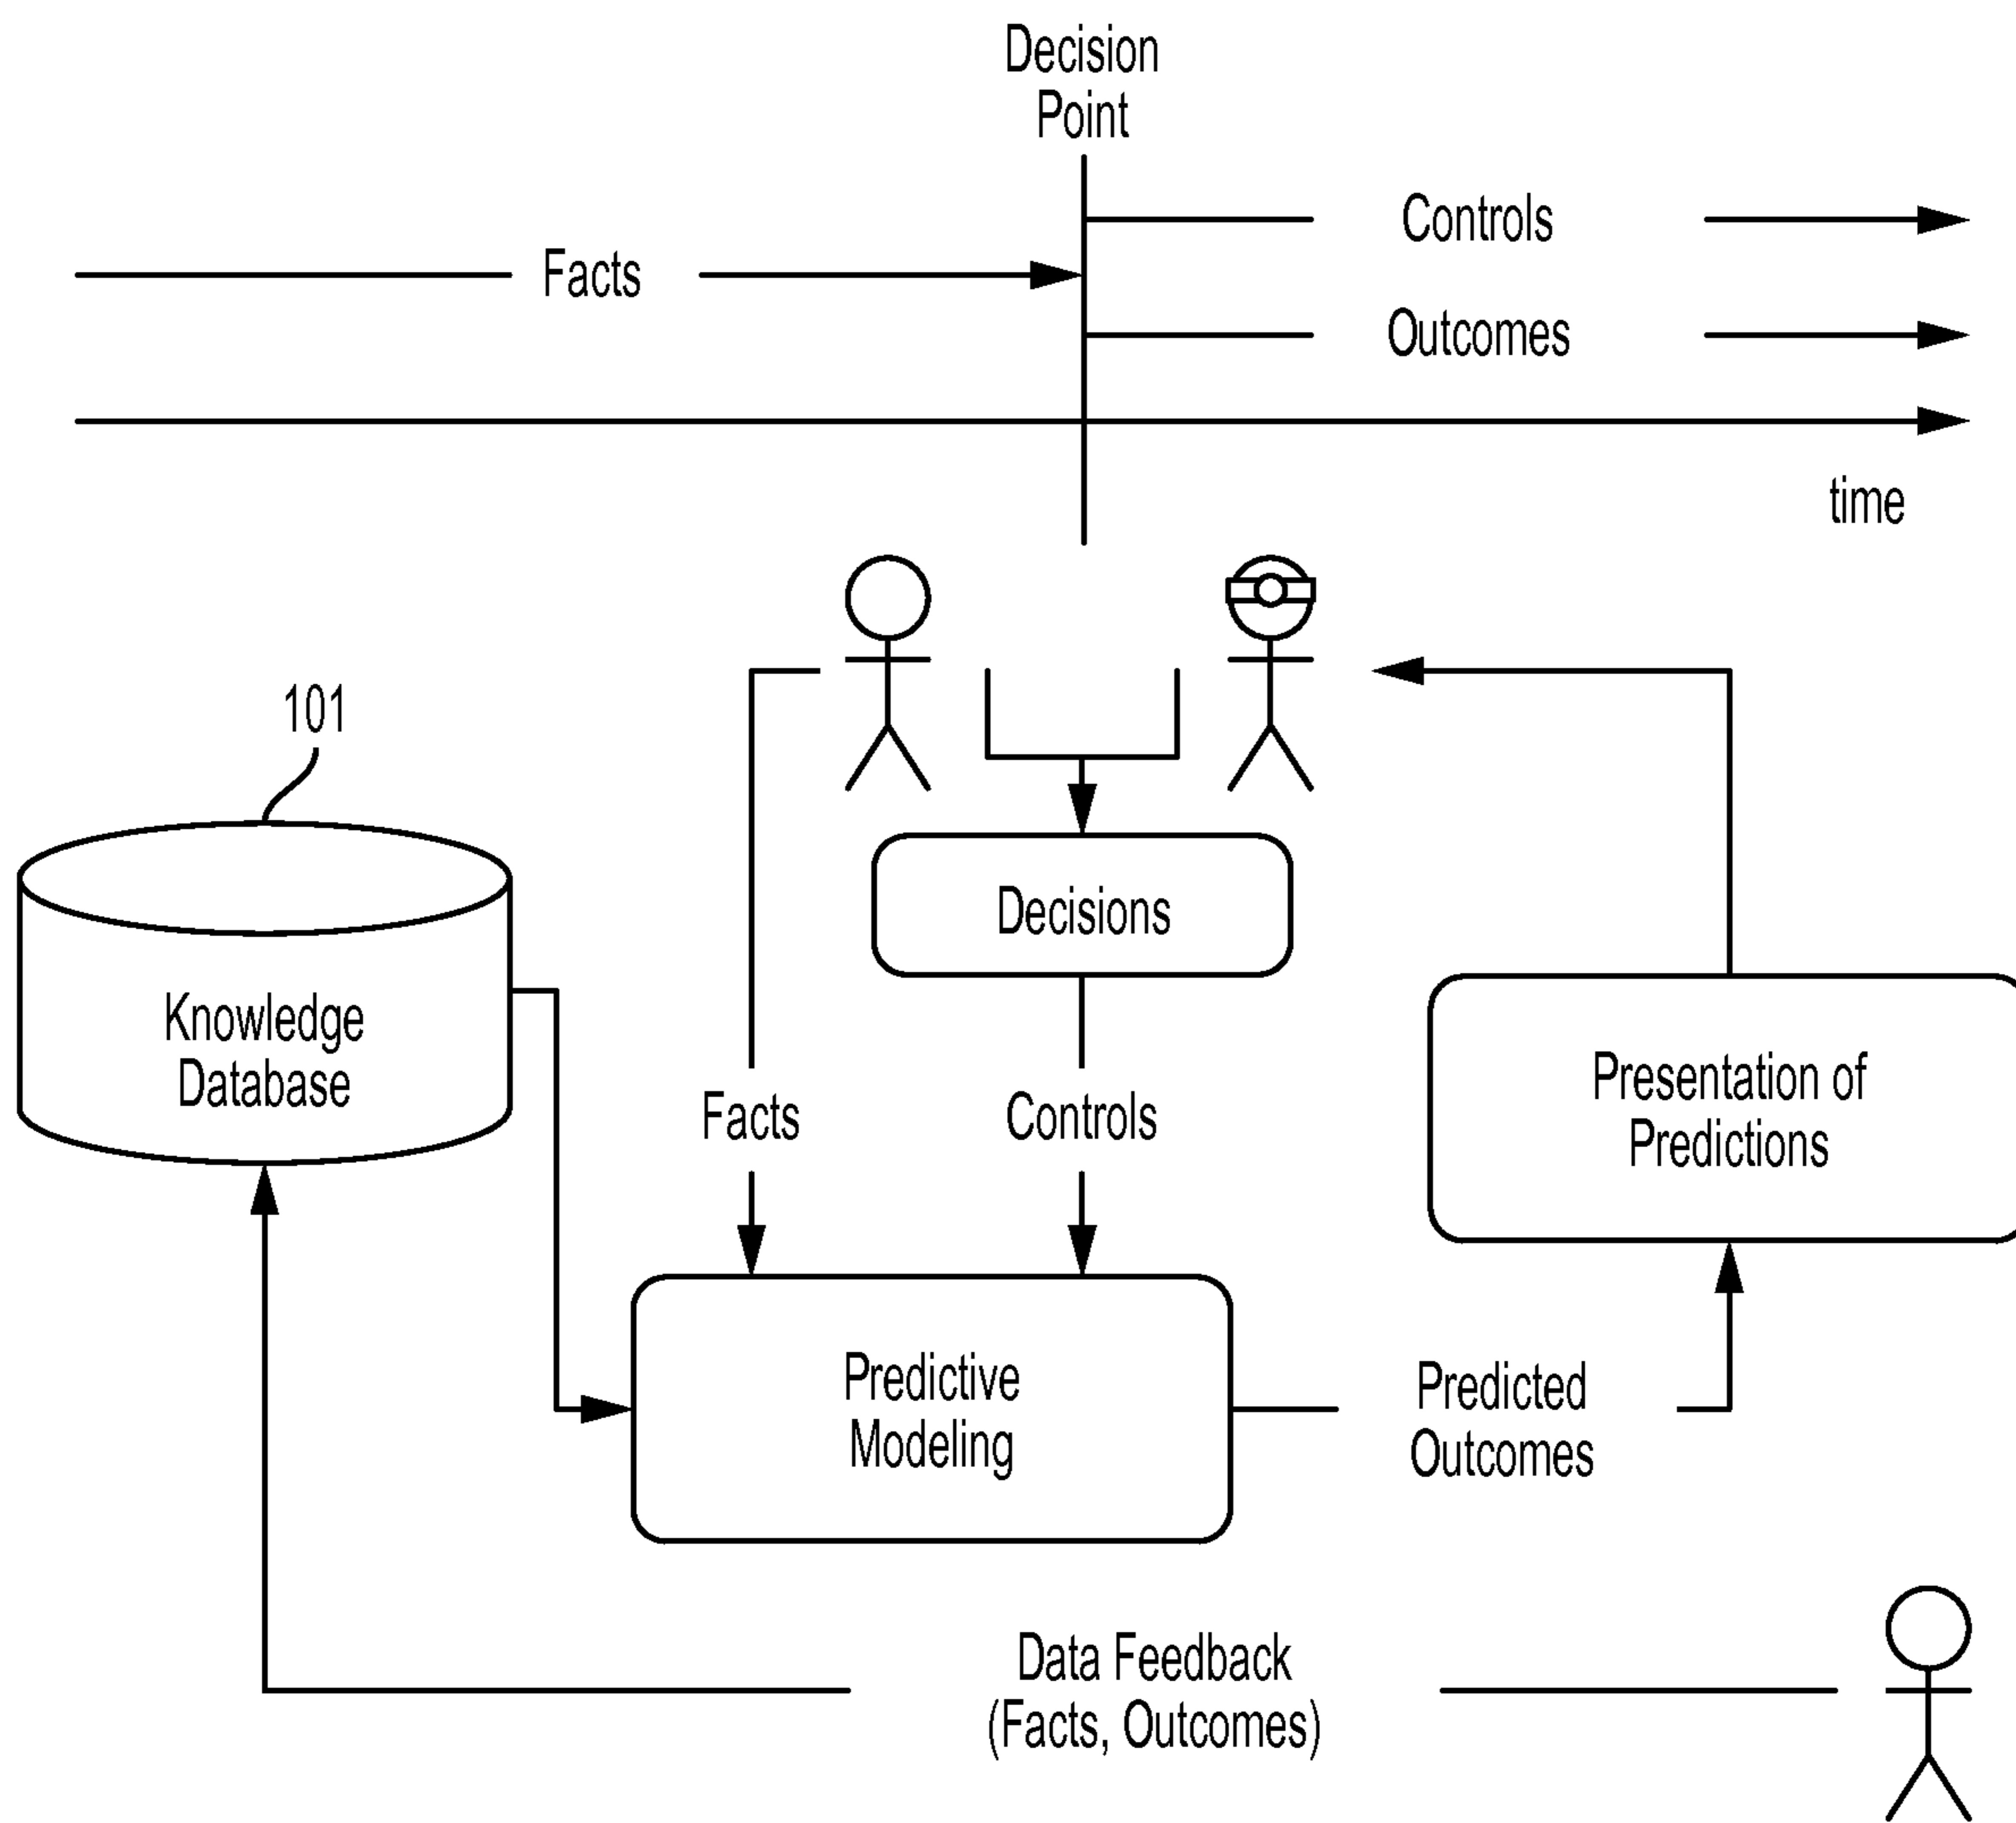 Decision
Point
Controls
Facts
Outcomes
time
101
Decisions
Knowledge
Database
Facts
Controls
Presentation of
Predictions
Predictive
Modeling
Predicted
Outcomes
Data Feedback
(Facts, Outcomes)